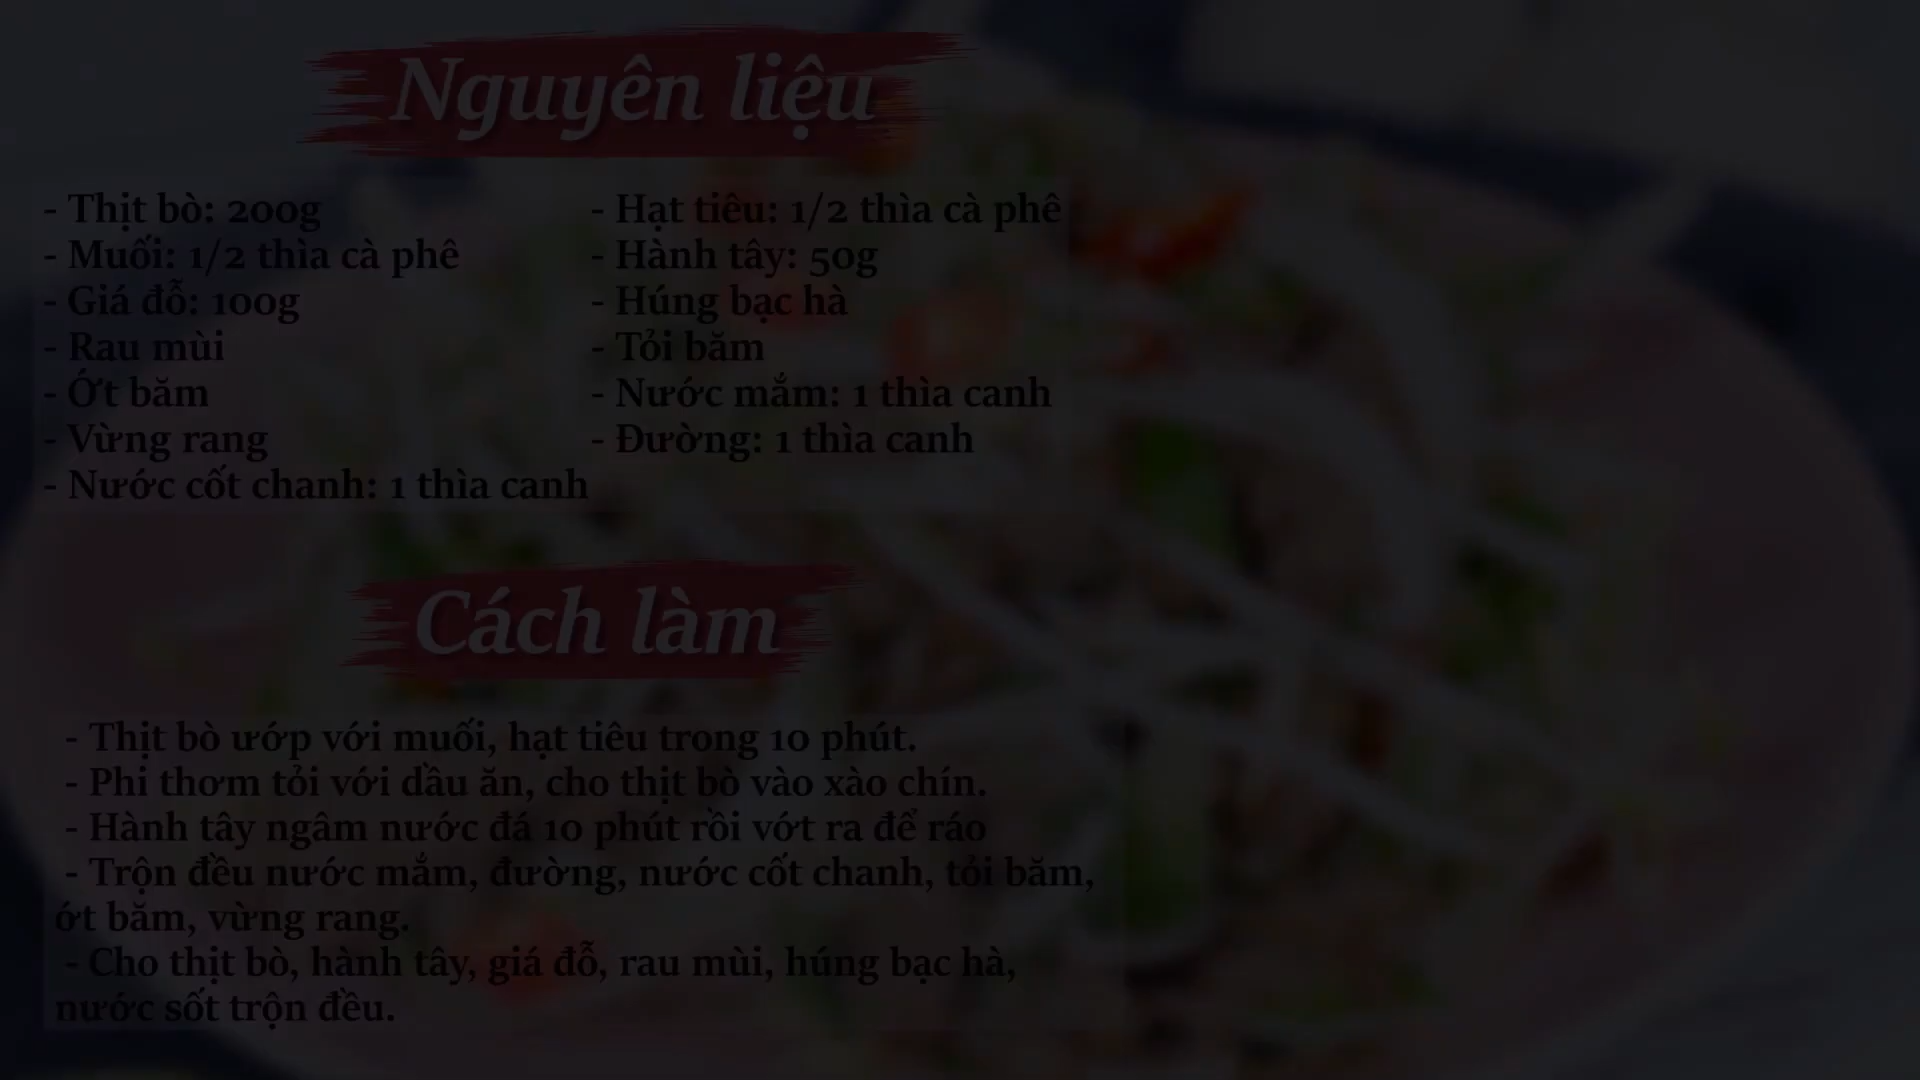 Nguyên liệu
- Thịt bò: 200g
- Muối: 1/2 thìa cà phê
- Giá đỗ: 100g
- Rau mùi
- Ớt băm
- Vừng rang
- Nước cốt chanh: 1 thìa canh
- Hạt tiêu: 1/2 thìa cà phê
- Hành tây: 50g
- Húng bạc hà
- Tỏi băm
- Nước mắm: 1 thìa canh
- Đường: 1 thìa canh
Cách làm
- Thịt bò ướp với muối, hạt tiêu trong 10 phút.
- Phi thơm tỏi với dầu ăn, cho thịt bò vào xào chín.
- Hành tây ngâm nước đá 10 phút rồi vớt ra để ráo
- Trộn đều nước mắm, đường, nước cốt chanh, tỏi băm,
ớt băm, vừng rang.
- Cho thịt bò, hành tây, giá đỗ, rau mùi, húng bạc hà,
nước sốt trộn đều.